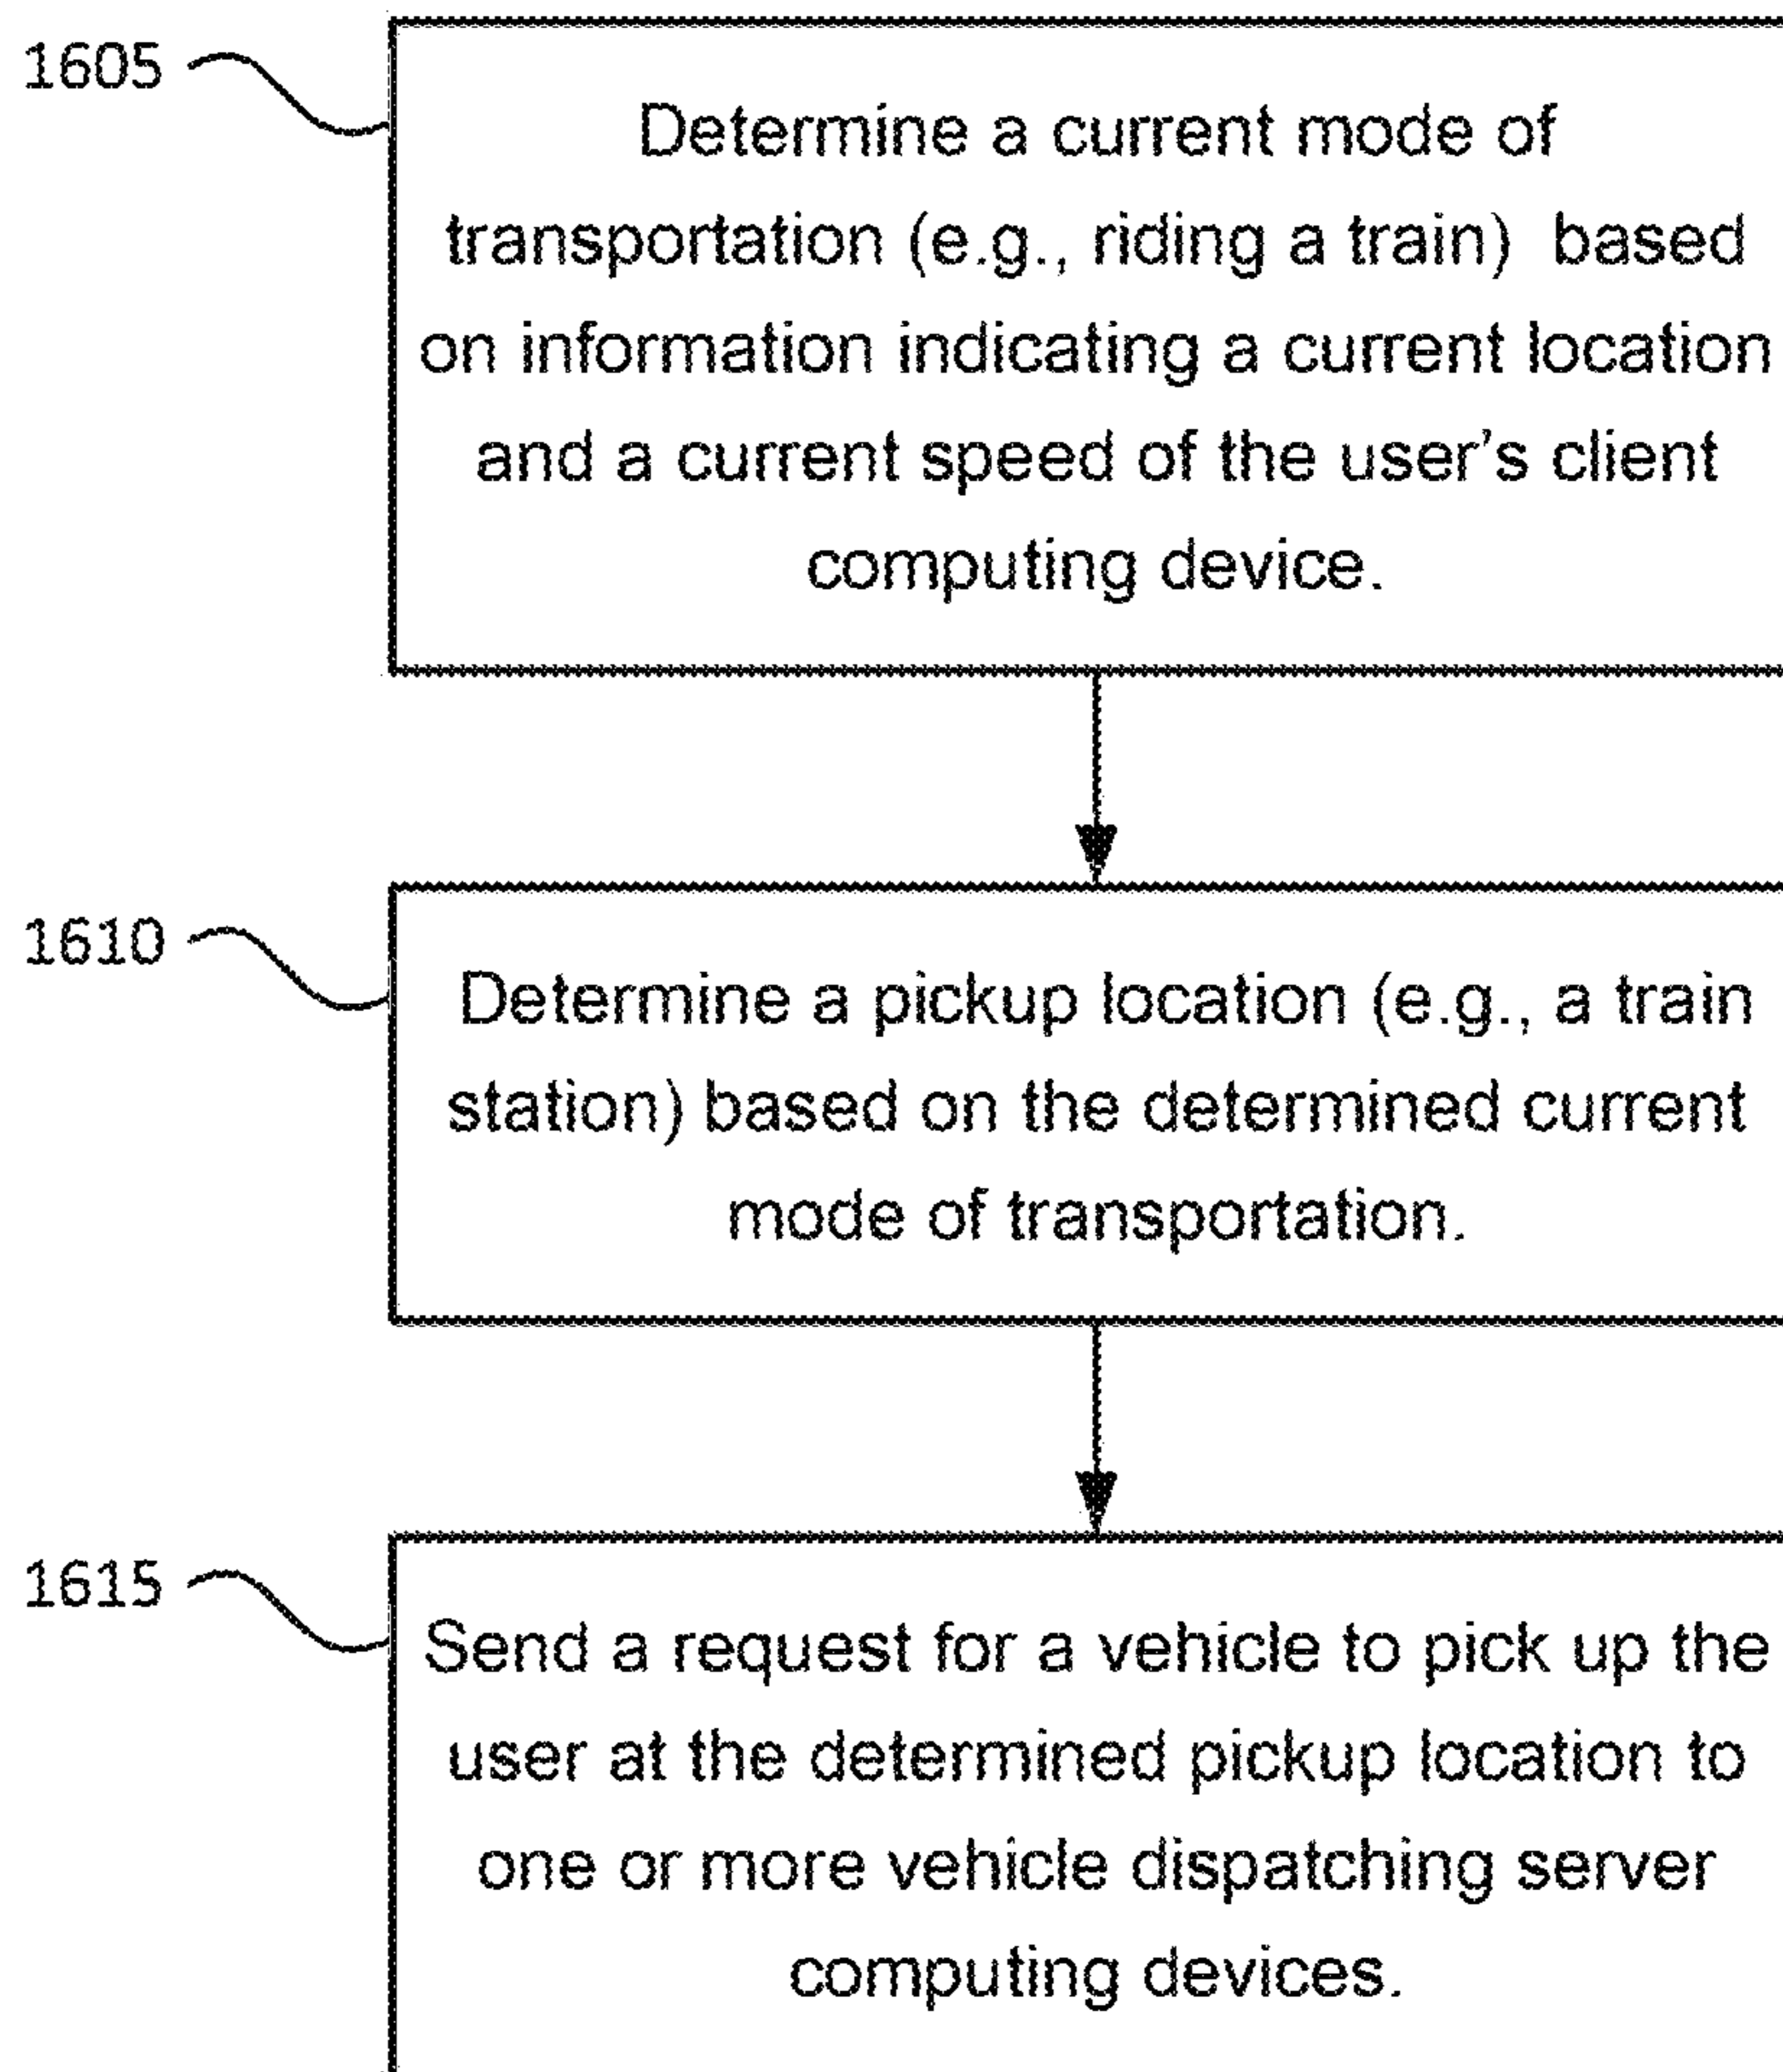 1605
Determine a current mode of
transportation (e.g., riding a train) based
on information indicating a current location
and a current speed of the user's client
computing device.
1610
Determine a pickup location (e.g., a train
station) based on the determined current
mode of transportation.
1615
Send a request for a vehicle to pick up the
user at the determined pickup location to
one or more vehicle dispatching server
computing devices.